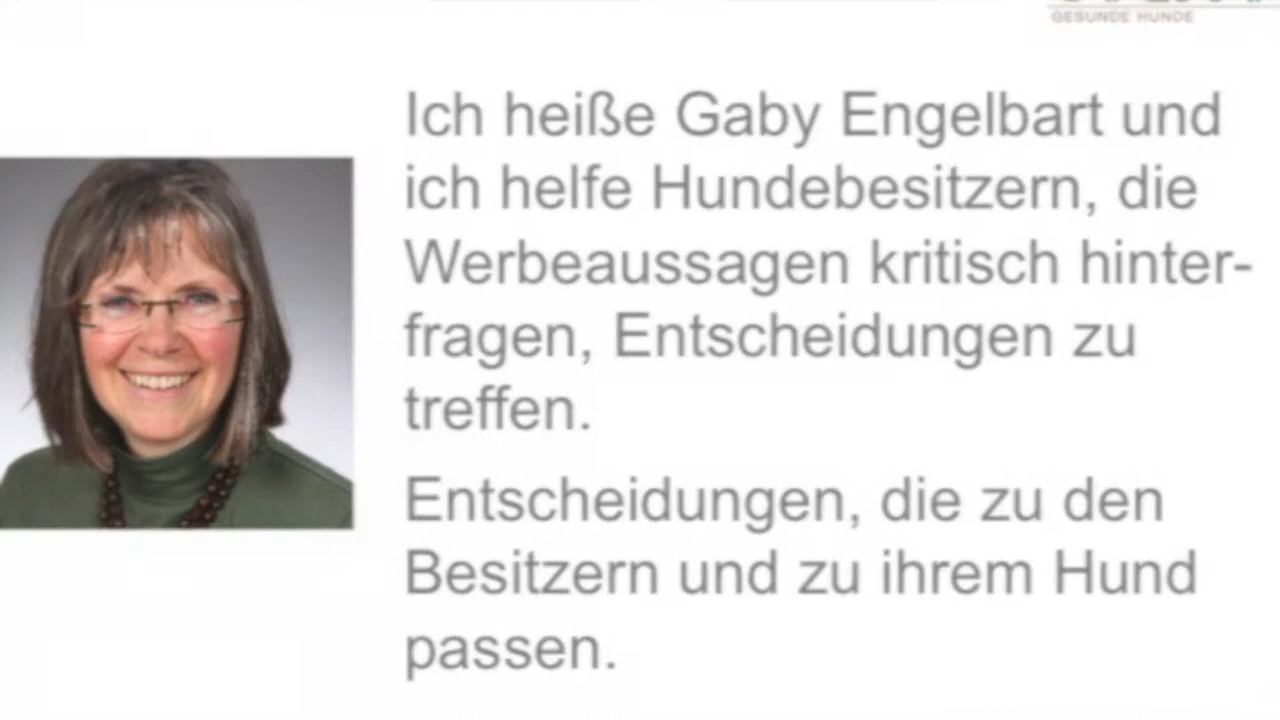 GESUNDE HUNDE
Ich heiße Gaby Engelbart und
ich helfe Hundebesitzern, die
Werbeaussagen kritisch hinter-
fragen, Entscheidungen zu
treffen.
Entscheidungen, die zu den
Besitzern und zu ihrem Hund
passen.